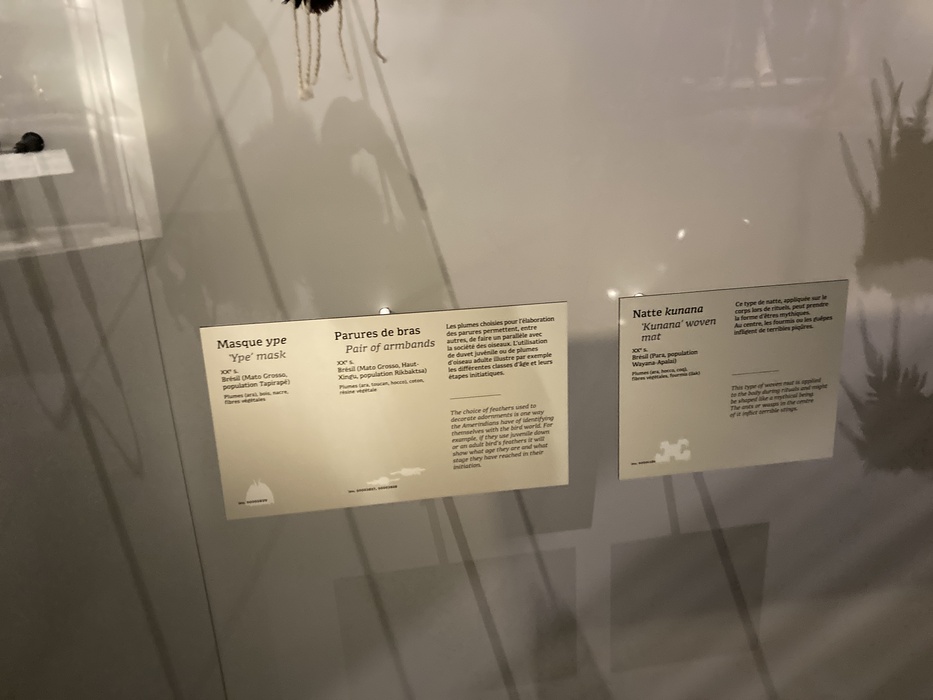 Masque ype
'Ype' mask
XXᵉ s.
Brésil (Mato Grosso,
population Tapirapé)
Plumes (ara), bois, nacre,
fibres végétales
Parures de bras
Pair of armbands
XXᵉ s.
Brésil (Mato Grosso, Haut-
Xingu, population Rikbaktsa)
Plumes (ara, toucan, hocco), coton,
résine végétale
Les plumes choisies pour l'élaboration
des parures permettent, entre
autres, de faire un parallèle avec
la société des oiseaux. L'utilisation
de duvet juvénile ou de plumes
d'oiseau adulte illustre par exemple
les différentes classes d'âge et leurs
étapes initiatiques.
The choice of feathers used to
decorate adornments is one way
the Amerindians have of identifying
themselves with the bird world. For
example, if they use juvenile down
or an adult bird's feathers it will
show what age they are and what
stage they have reached in their
initiation.
Natte kunana
'Kunana' woven
mat
XXᵉ s.
Brésil (Para, population
Wayana-Apalaï)
Plumes (ara, hocco, coq),
fibres végétales, fourmis (lak)
Ce type de natte, appliquée sur le
corps lors de rituels, peut prendre
la forme d'êtres mythiques.
Au centre, les fourmis ou les guêpes
infligent de terribles piqûres.
This type of woven mat is applied
to the body during rituals and might
be shaped like a mythical being.
The ants or wasps in the centre
of it inflict terrible stings.